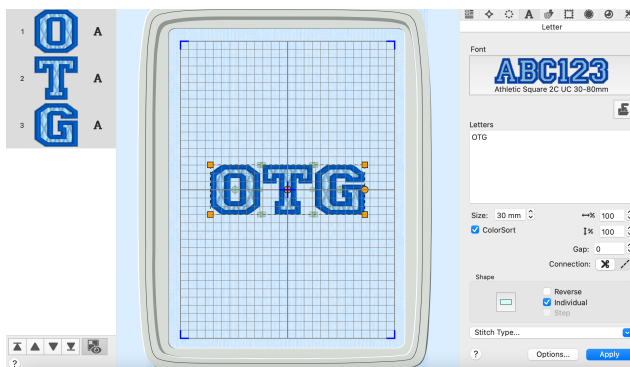 1 O A
2 T A
3 G A
?
OTG
A
Letter
Font
ABC123
Athletic Square 2C UC 30-80mm
Letters
OTG
Size: 30 mm ↔% 100
ColorSort ↕% 100
Gap: 0
Connection:
Shape
Reverse
Individual
Step
Stitch Type...
? Options... Apply